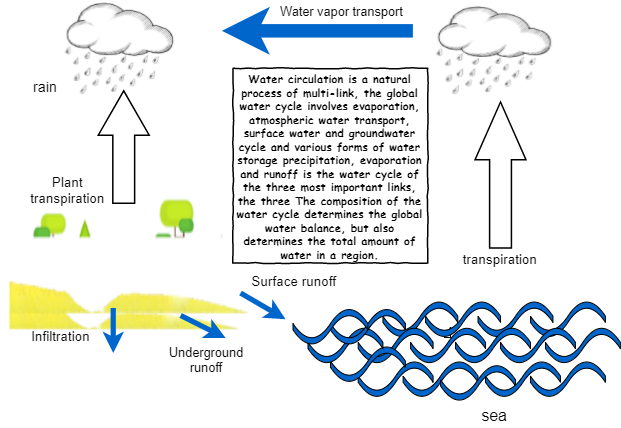 Water vapor transport
rain
Water circulation is a natural
process of multi-link, the global
water cycle involves evaporation,
atmospheric water transport,
surface water and groundwater
cycle and various forms of water
storage precipitation, evaporation
and runoff is the water cycle of
the three most important links,
the three The composition of the
water cycle determines the global
water balance, but also
determines the total amount of
water in a region.
Plant
transpiration
transpiration
Surface runoff
Infiltration
Underground
runoff
sea